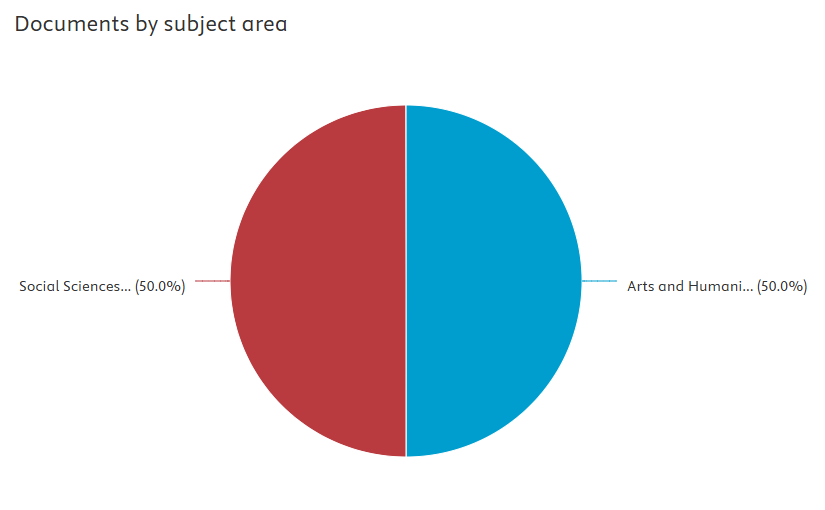 Documents by subject area
Social Sciences... (50.0%)
Arts and Humani... (50.0%)